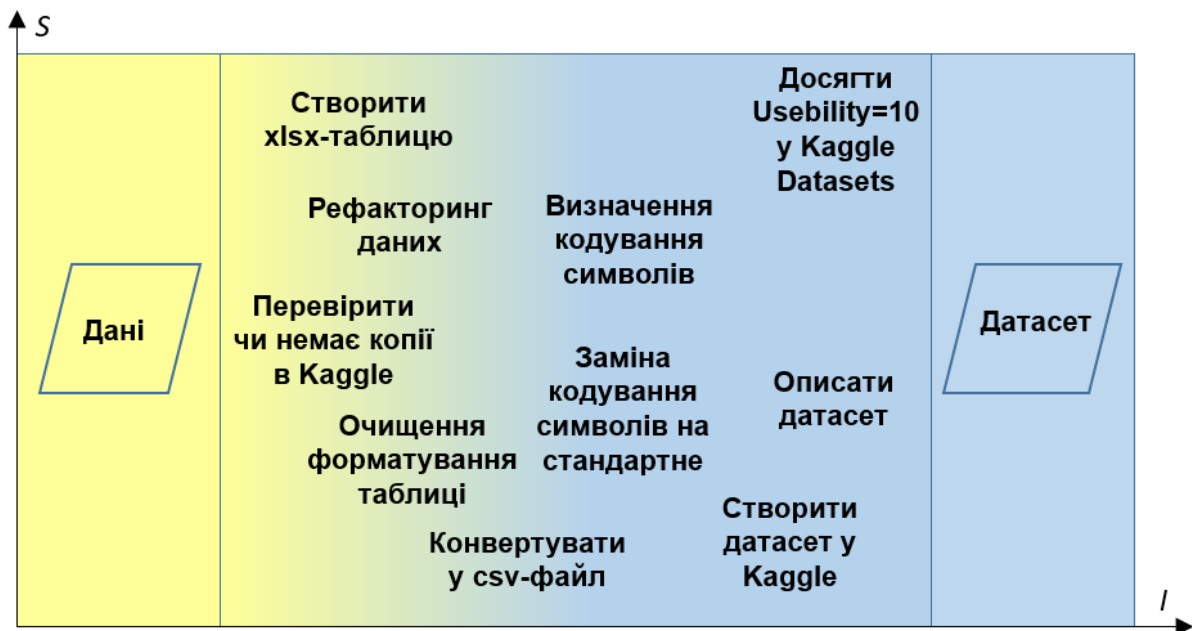 S
Створити
xlsx-таблицю
Рефакторинг
даних
Перевірити
чи немає копії
в Kaggle
Очищення
форматування
таблиці
Конвертувати
у csv-файл
Визначення
кодування
символів
Заміна
кодування
символів на
стандартне
Досягти
Usebility=10
у Kaggle
Datasets
Описати
датасет
Створити
датасет у
Kaggle
Дані
Датасет
I